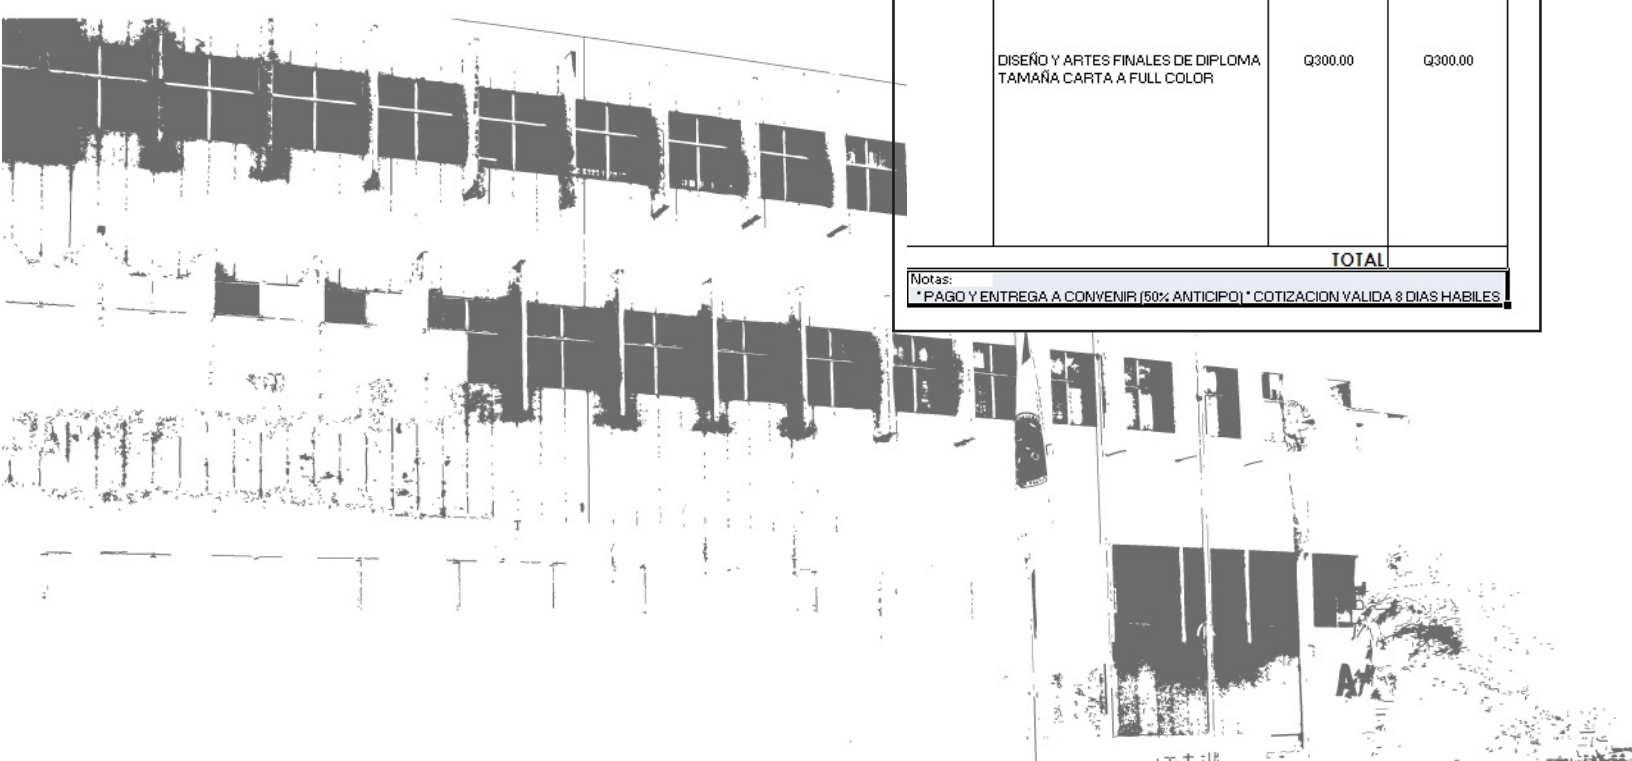 DISEÑO Y ARTES FINALES DE DIPLOMA Q300.00 Q300.00
TAMAÑA CARTA A FULL COLOR
TOTAL
Notas:
* PAGO Y ENTREGA A CONVENIR (50% ANTICIPO) * COTIZACION VALIDA 8 DIAS HABILES